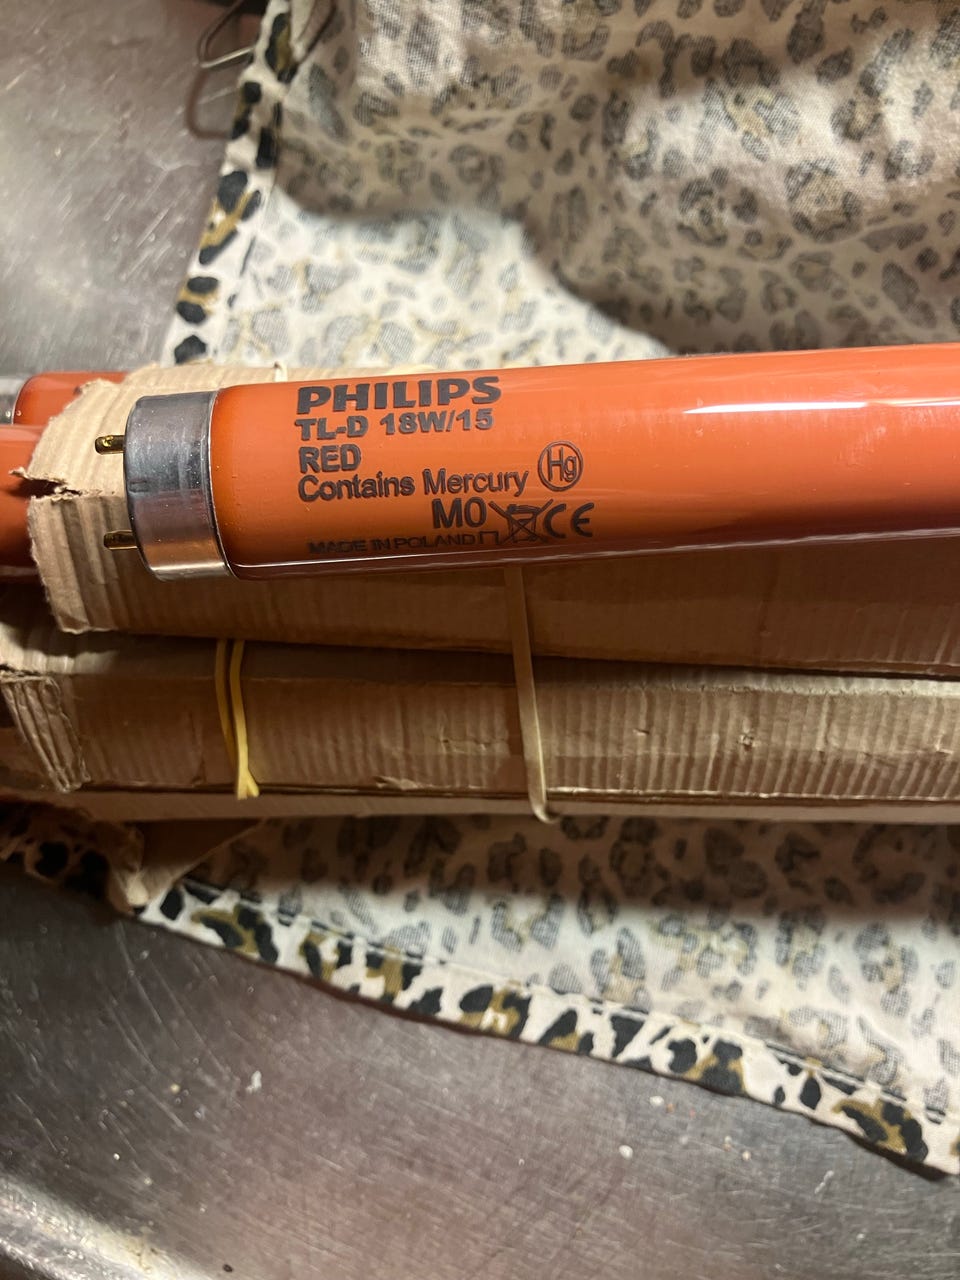 PHILIPS
TL-D 18W/15
RED
Contains Mercury Hg
M0 CE
MADE IN POLAND